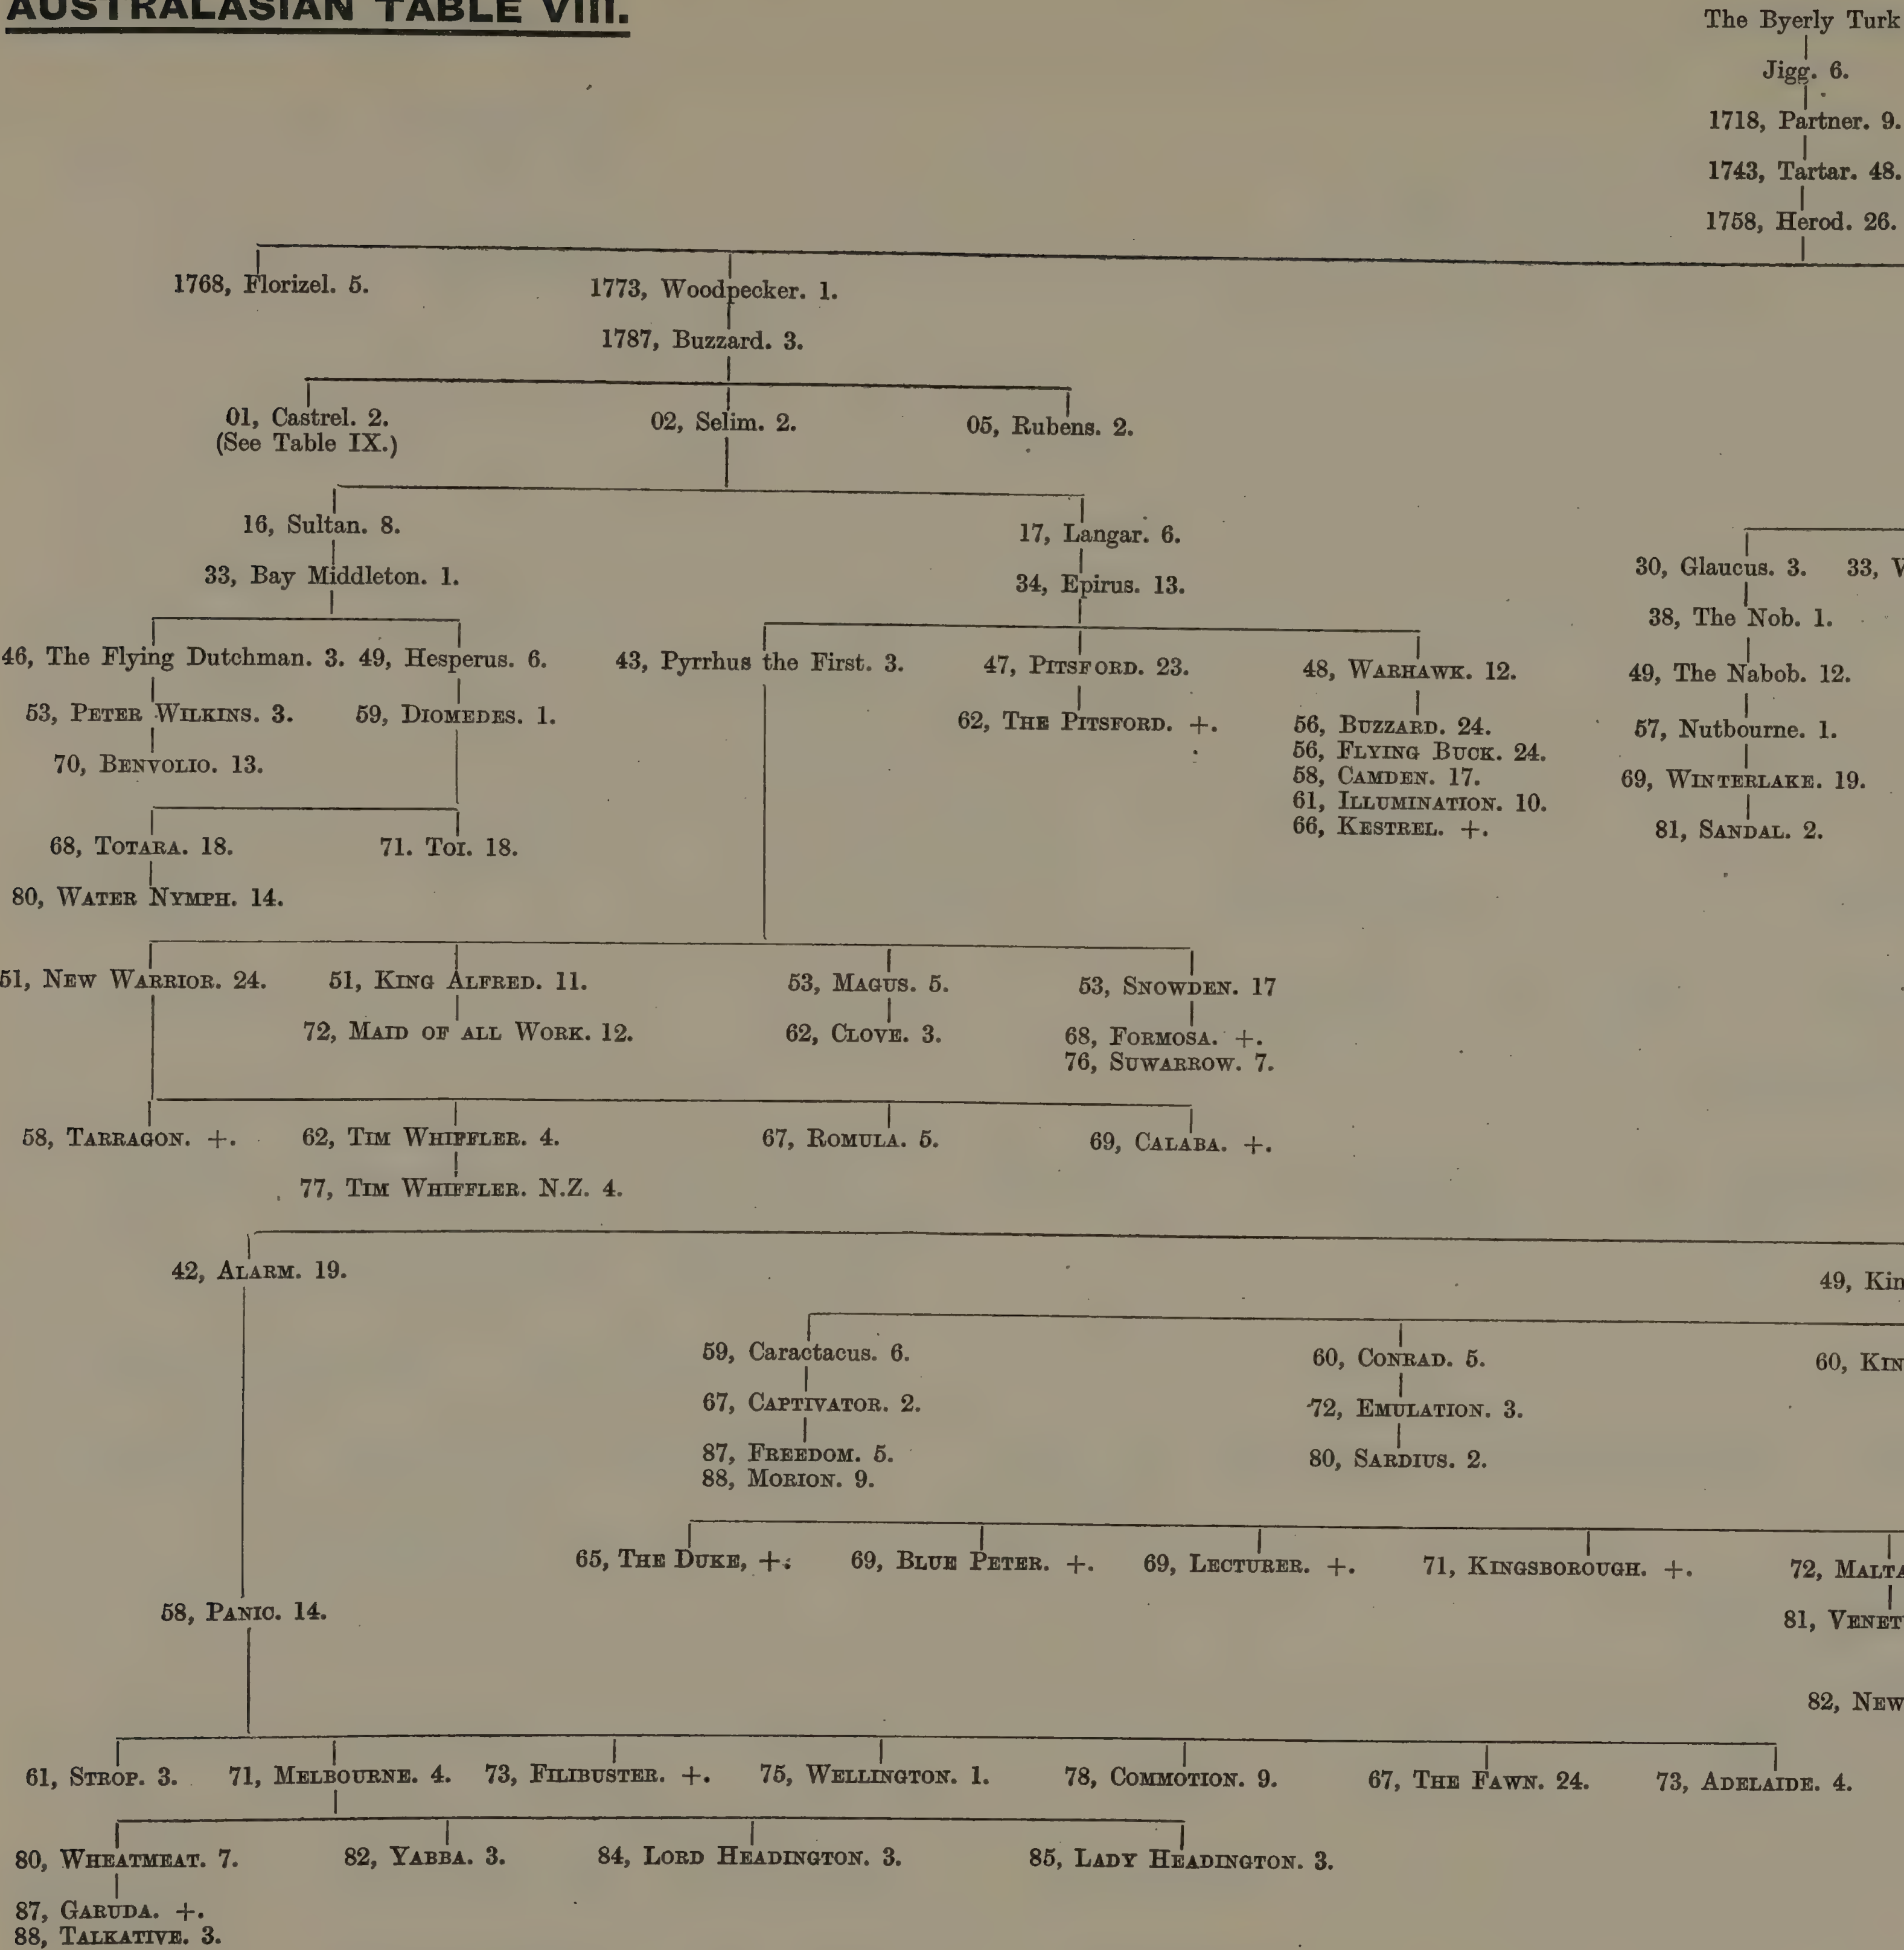 AUSTRALASIAN TABLE VIII.
The Byerly Turk
Jigg. 6.
1718, Partner. 9.
1743, Tartar. 48.
1758, Herod. 26.
1768, Florizel. 5.
1773, Woodpecker. 1.
1787, Buzzard. 3.
01, Castrel. 2.
(See Table IX.)
02, Selim. 2.
05, Rubens. 2.
16, Sultan. 8.
17, Langar. 6.
33, Bay Middleton. 1.
34, Epirus. 13.
30, Glaucus. 3.
33, V
38, The Nob. 1.
46, The Flying Dutchman. 3.
49, Hesperus. 6.
43, Pyrrhus the First. 3.
47, PITSFORD. 23.
48, WARHAWK. 12.
49, The Nabob. 12.
53, PETER WILKINS. 3.
59, DIOMEDES. 1.
62, THE PITSFORD. +.
56, BUZZARD. 24.
56, FLYING BUCK. 24.
58, CAMDEN. 17.
61, ILLUMINATION. 10.
66, KESTREL. +.
57, Nutbourne. 1.
70, BENVOLIO. 13.
69, WINTERLAKE. 19.
81, SANDAL. 2.
68, TOTARA. 18.
71. TOI. 18.
80, WATER NYMPH. 14.
51, NEW WARRIOR. 24.
51, KING ALFRED. 11.
53, MAGUS. 5.
53, SNOWDEN. 17
72, MAID OF ALL WORK. 12.
62, CLOVE. 3.
68, FORMOSA. +.
76, SUWARROW. 7.
58, TARRAGON. +.
62, TIM WHIFFLER. 4.
67, ROMULA. 5.
69, CALABA. +.
77, TIM WHIFFLER. N.Z. 4.
42, ALARM. 19.
49, Kin
59, Caractacus. 6.
60, CONRAD. 5.
60, KIN
67, CAPTIVATOR. 2.
72, EMULATION. 3.
87, FREEDOM. 5.
88, MORION. 9.
80, SARDIUS. 2.
65, THE DUKE, +.
69, BLUE PETER. +.
69, LECTURER. +.
71, KINGSBOROUGH. +.
72, MALTA
58, PANIC. 14.
81, VENET
82, NEW
61, STROP. 3.
71, MELBOURNE. 4.
73, FILIBUSTER. +.
75, WELLINGTON. 1.
78, COMMOTION. 9.
67, THE FAWN. 24.
73, ADELAIDE. 4.
80, WHEATMEAT. 7.
82, YABBA. 3.
84, LORD HEADINGTON. 3.
85, LADY HEADINGTON. 3.
87, GARUDA. +.
88, TALKATIVE. 3.